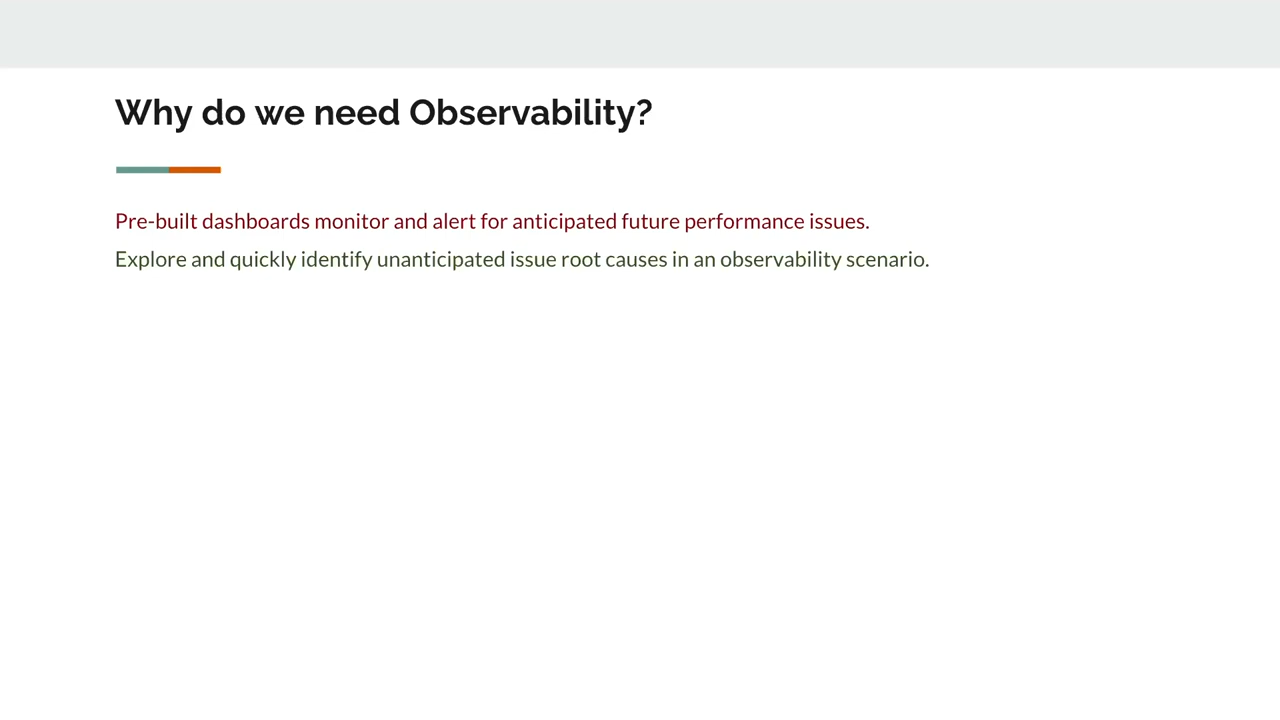 Why do we need Observability?
Pre-built dashboards monitor and alert for anticipated future performance issues.
Explore and quickly identify unanticipated issue root causes in an observability scenario.